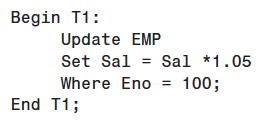 Begin T1:
Update EMP
Set Sal = Sal *1.05
Where Eno = 100;
End T1;